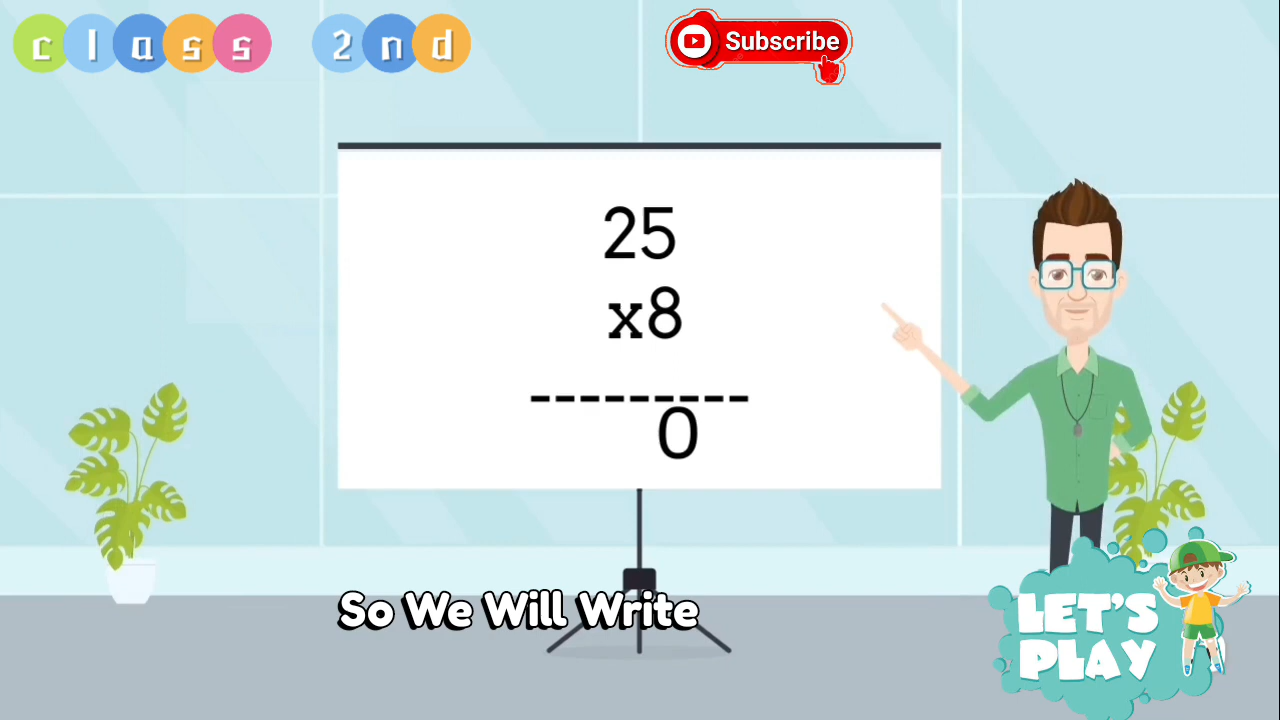 class 2nd
Subscribe
25
x8
---------
0
So We Will Write
LET'S
PLAY